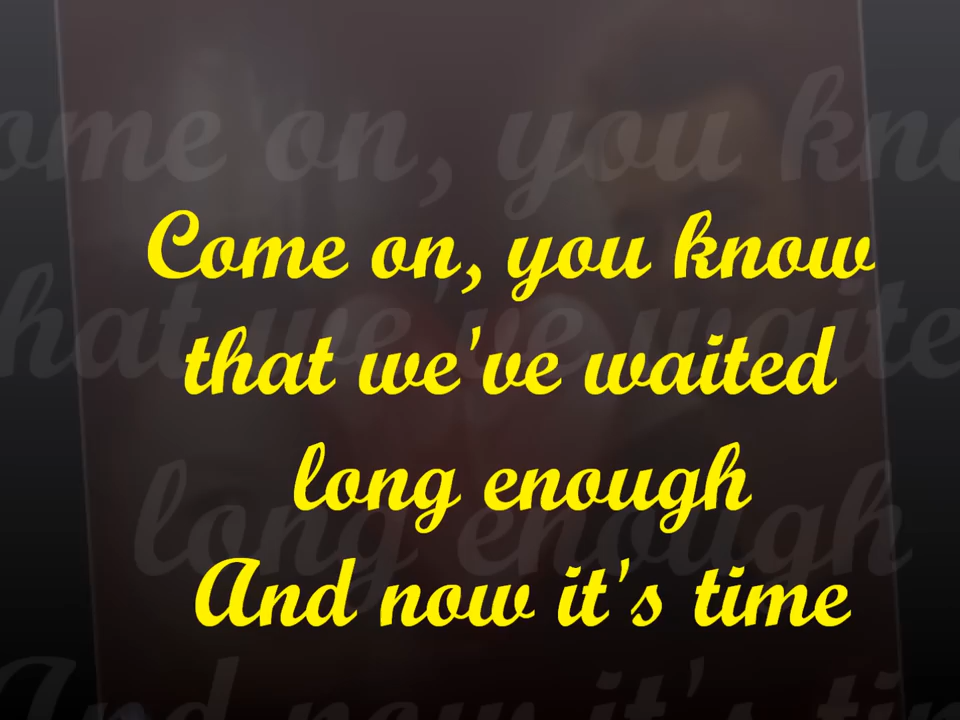 Come on, you know
that we've waited
long enough
And now it's time